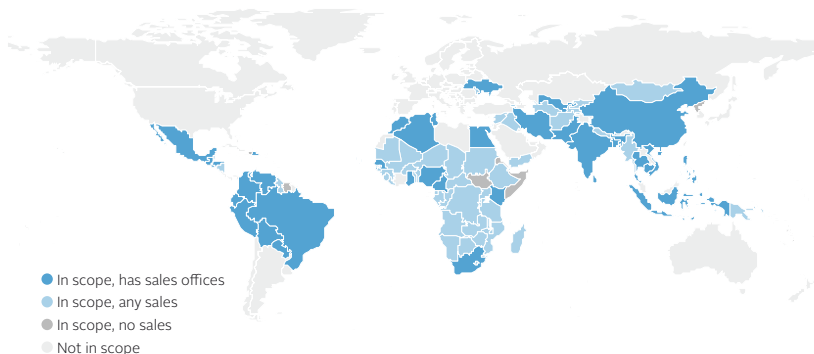 In scope, has sales offices
In scope, any sales
In scope, no sales
Not in scope